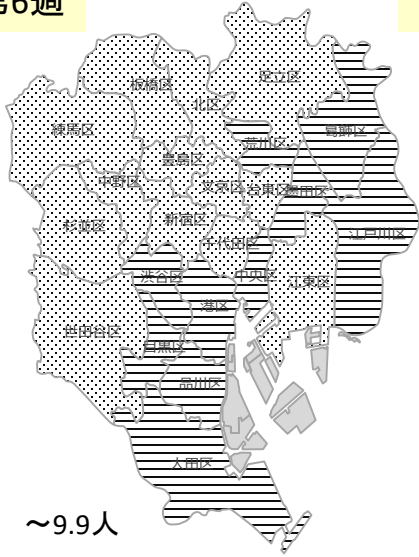 第6週
足立区
板橋区
北区
練馬区
葛飾区
荒川区
豊島区
中野区
文京区
台東区
墨田区
杉並区
新宿区
千代田区
江戸川区
渋谷区
中央区
江東区
港区
世田谷区
目黒区
品川区
大田区
～9.9人